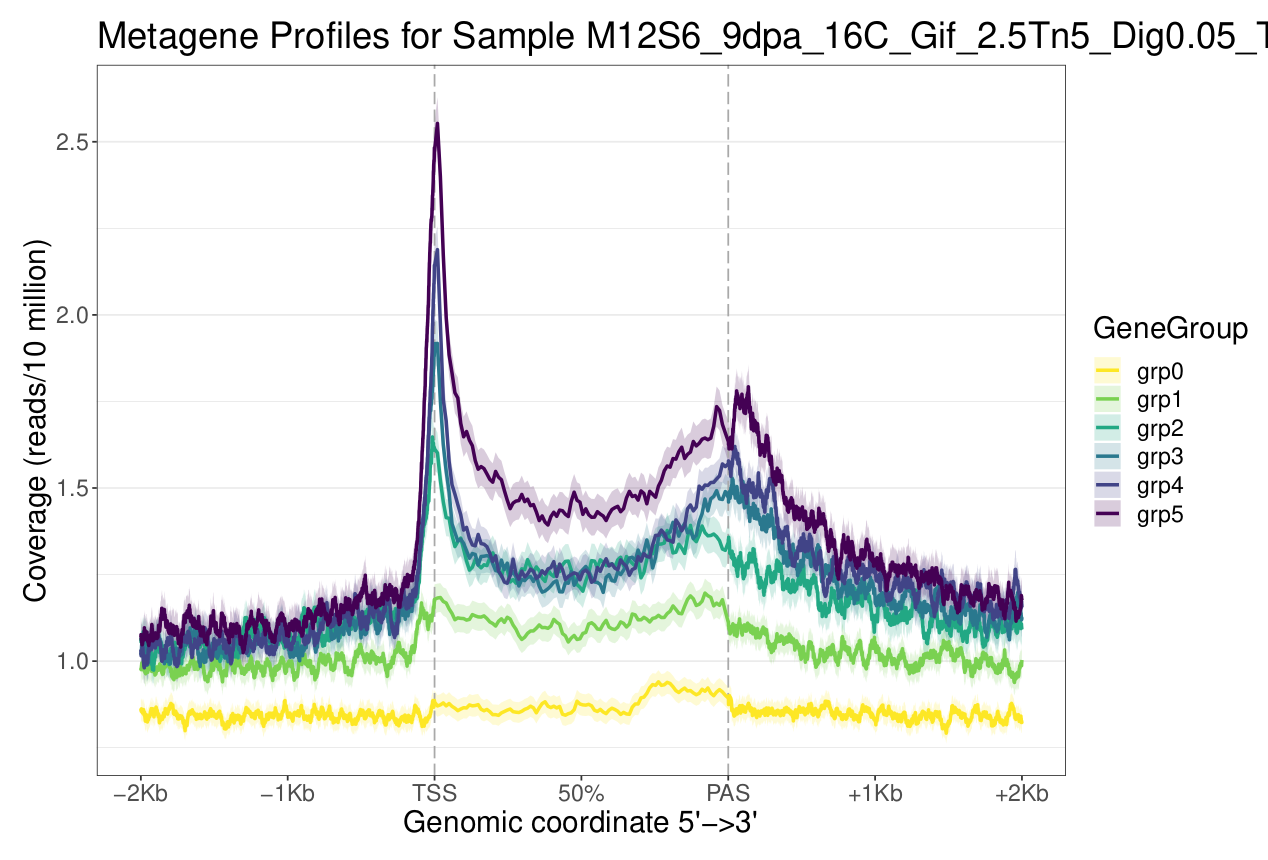 Metagene Profiles for Sample M12S6_9dpa_16C_Gif_2.5Tn5_Dig0.05_T
Coverage (reads/10 million)
2.5
2.0
1.5
1.0
−2Kb
−1Kb
TSS
50%
PAS
+1Kb
+2Kb
Genomic coordinate 5'−>3'
GeneGroup
grp0
grp1
grp2
grp3
grp4
grp5